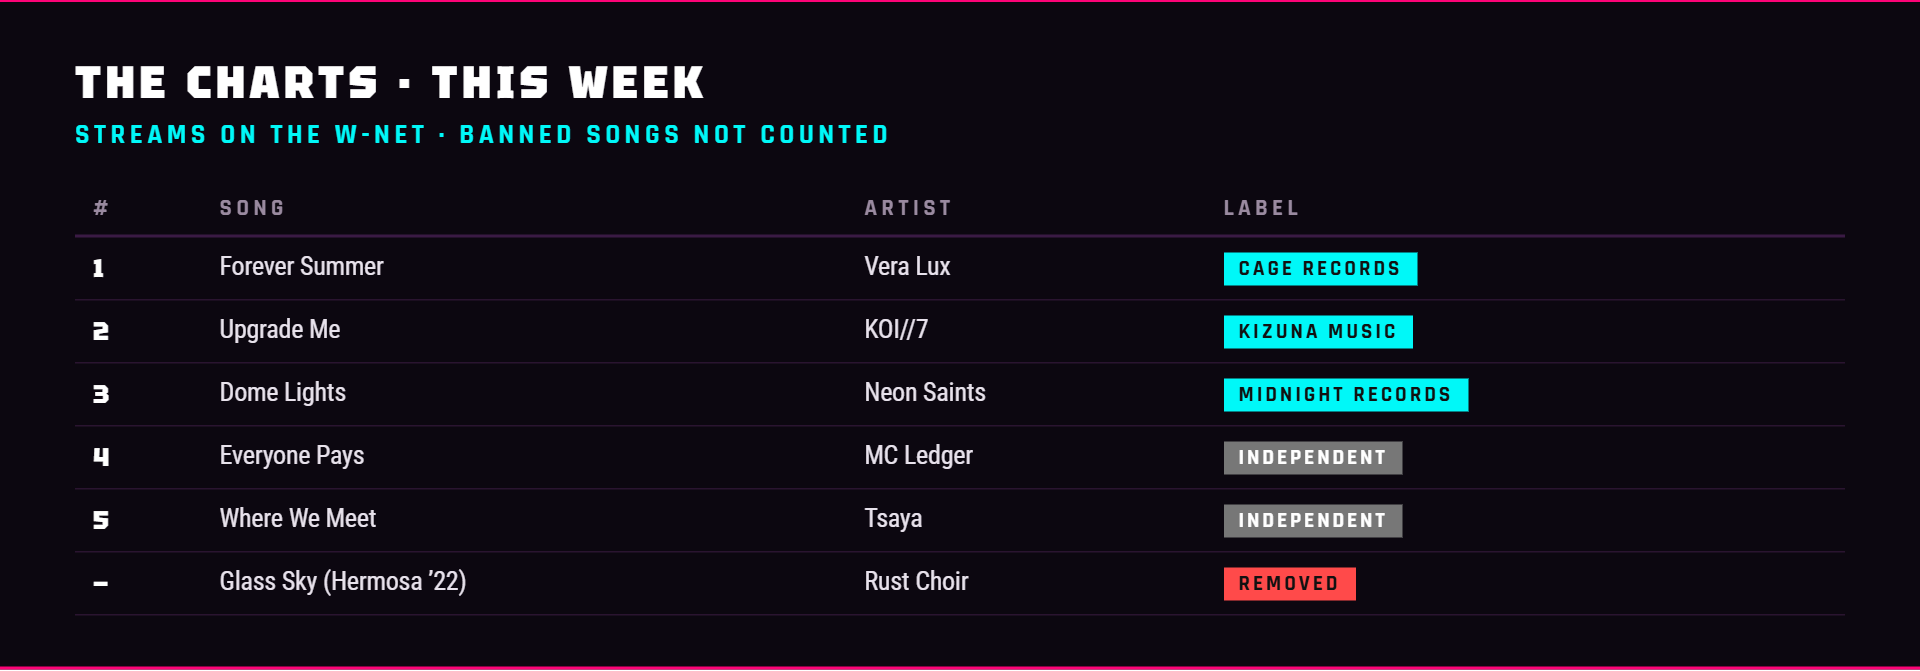 THE CHARTS · THIS WEEK
STREAMS ON THE W-NET · BANNED SONGS NOT COUNTED
# SONG ARTIST LABEL
1 Forever Summer Vera Lux CAGE RECORDS
2 Upgrade Me KOI//7 KIZUNA MUSIC
3 Dome Lights Neon Saints MIDNIGHT RECORDS
4 Everyone Pays MC Ledger INDEPENDENT
5 Where We Meet Tsaya INDEPENDENT
– Glass Sky (Hermosa ’22) Rust Choir REMOVED